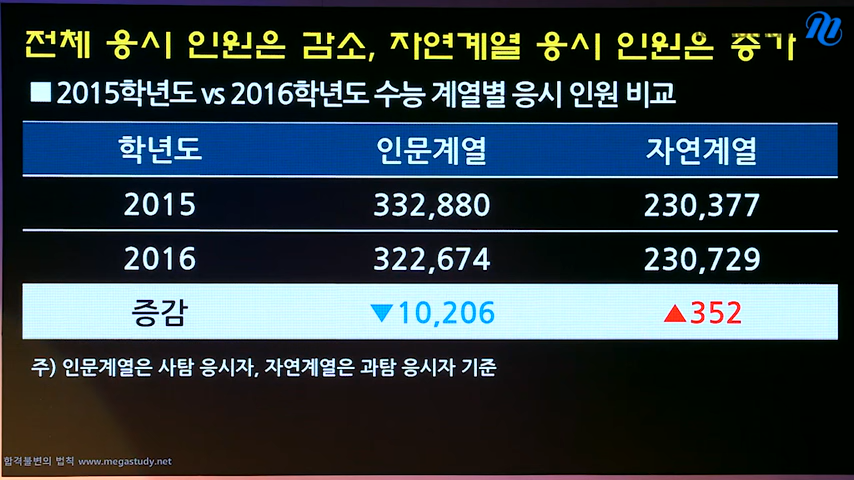 전체 응시 인원은 감소, 자연계열 응시 인원은 증가
■ 2015학년도 vs 2016학년도 수능 계열별 응시 인원 비교
학년도 인문계열 자연계열
2015 332,880 230,377
2016 322,674 230,729
증감 ▼10,206 ▲352
주) 인문계열은 사탐 응시자, 자연계열은 과탐 응시자 기준
합격불변의 법칙 www.megastudy.net